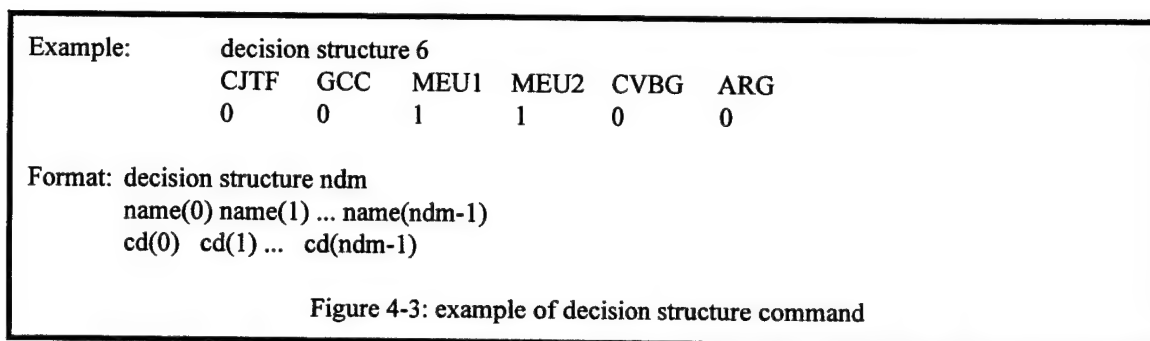 Example: decision structure 6
CJTF GCC MEU1 MEU2 CVBG ARG
0 0 1 1 0 0
Format: decision structure ndm
name(0) name(1) ... name(ndm-1)
cd(0) cd(1) ... cd(ndm-1)
Figure 4-3: example of decision structure command